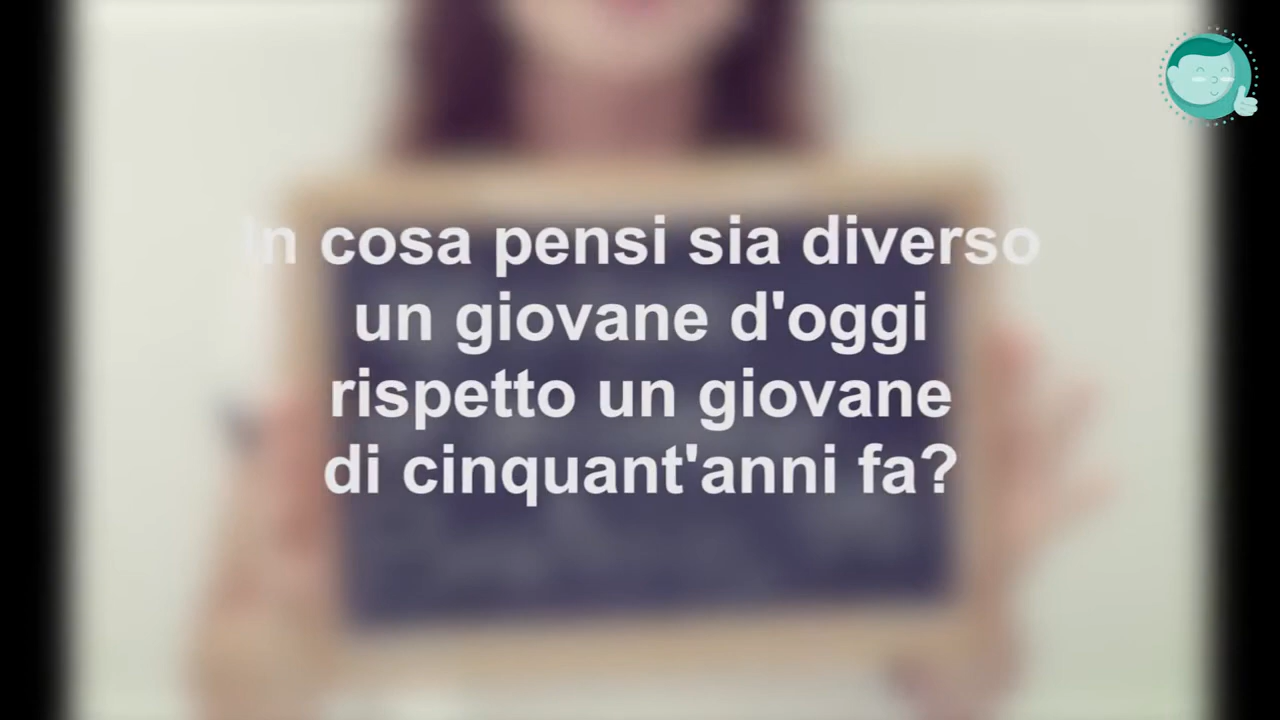 In cosa pensi sia diverso
un giovane d'oggi
rispetto un giovane
di cinquant'anni fa?